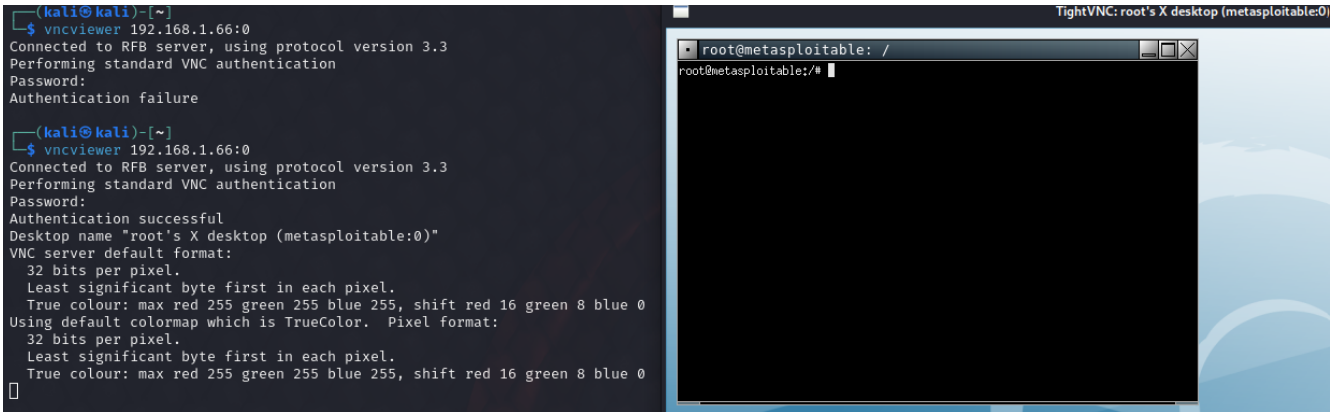 ┌──(kali㉿kali)-[~]
└─$ vncviewer 192.168.1.66:0
Connected to RFB server, using protocol version 3.3
Performing standard VNC authentication
Password:
Authentication failure
┌──(kali㉿kali)-[~]
└─$ vncviewer 192.168.1.66:0
Connected to RFB server, using protocol version 3.3
Performing standard VNC authentication
Password:
Authentication successful
Desktop name "root's X desktop (metasploitable:0)"
VNC server default format:
  32 bits per pixel.
  Least significant byte first in each pixel.
  True colour: max red 255 green 255 blue 255, shift red 16 green 8 blue 0
Using default colormap which is TrueColor.  Pixel format:
  32 bits per pixel.
  Least significant byte first in each pixel.
  True colour: max red 255 green 255 blue 255, shift red 16 green 8 blue 0
TightVNC: root's X desktop (metasploitable:0)
root@metasploitable: /
root@metasploitable:/#